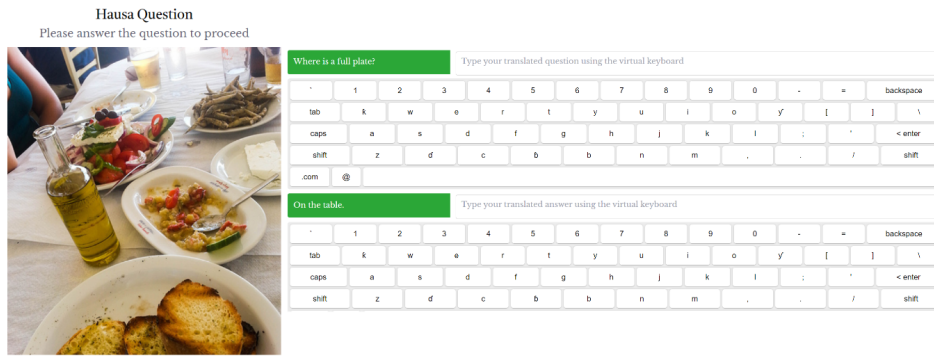 Hausa Question
Please answer the question to proceed
Where is a full plate?
Type your translated question using the virtual keyboard
` 1 2 3 4 5 6 7 8 9 0 - = backspace
tab ƙ w e r t y u i o ƴ [ ] \
caps a s d f g h j k l ; ' < enter
shift z ɗ c ɓ b n m , . / shift
.com @
On the table.
Type your translated answer using the virtual keyboard
` 1 2 3 4 5 6 7 8 9 0 - = backspace
tab ƙ w e r t y u i o ƴ [ ] \
caps a s d f g h j k l ; ' < enter
shift z ɗ c ɓ b n m , . / shift